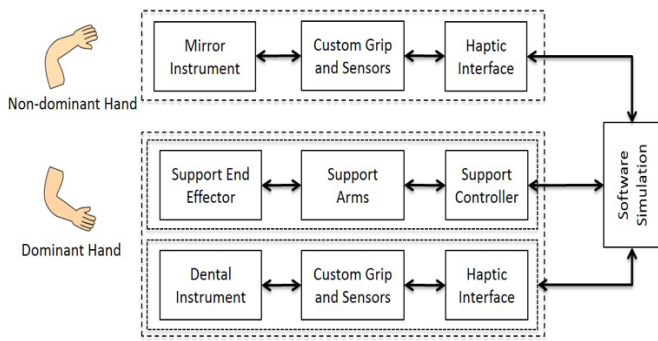 Non-dominant Hand
Mirror
Instrument
Custom Grip
and Sensors
Haptic
Interface
Dominant Hand
Support End
Effector
Support
Arms
Support
Controller
Dental
Instrument
Custom Grip
and Sensors
Haptic
Interface
Software
Simulation